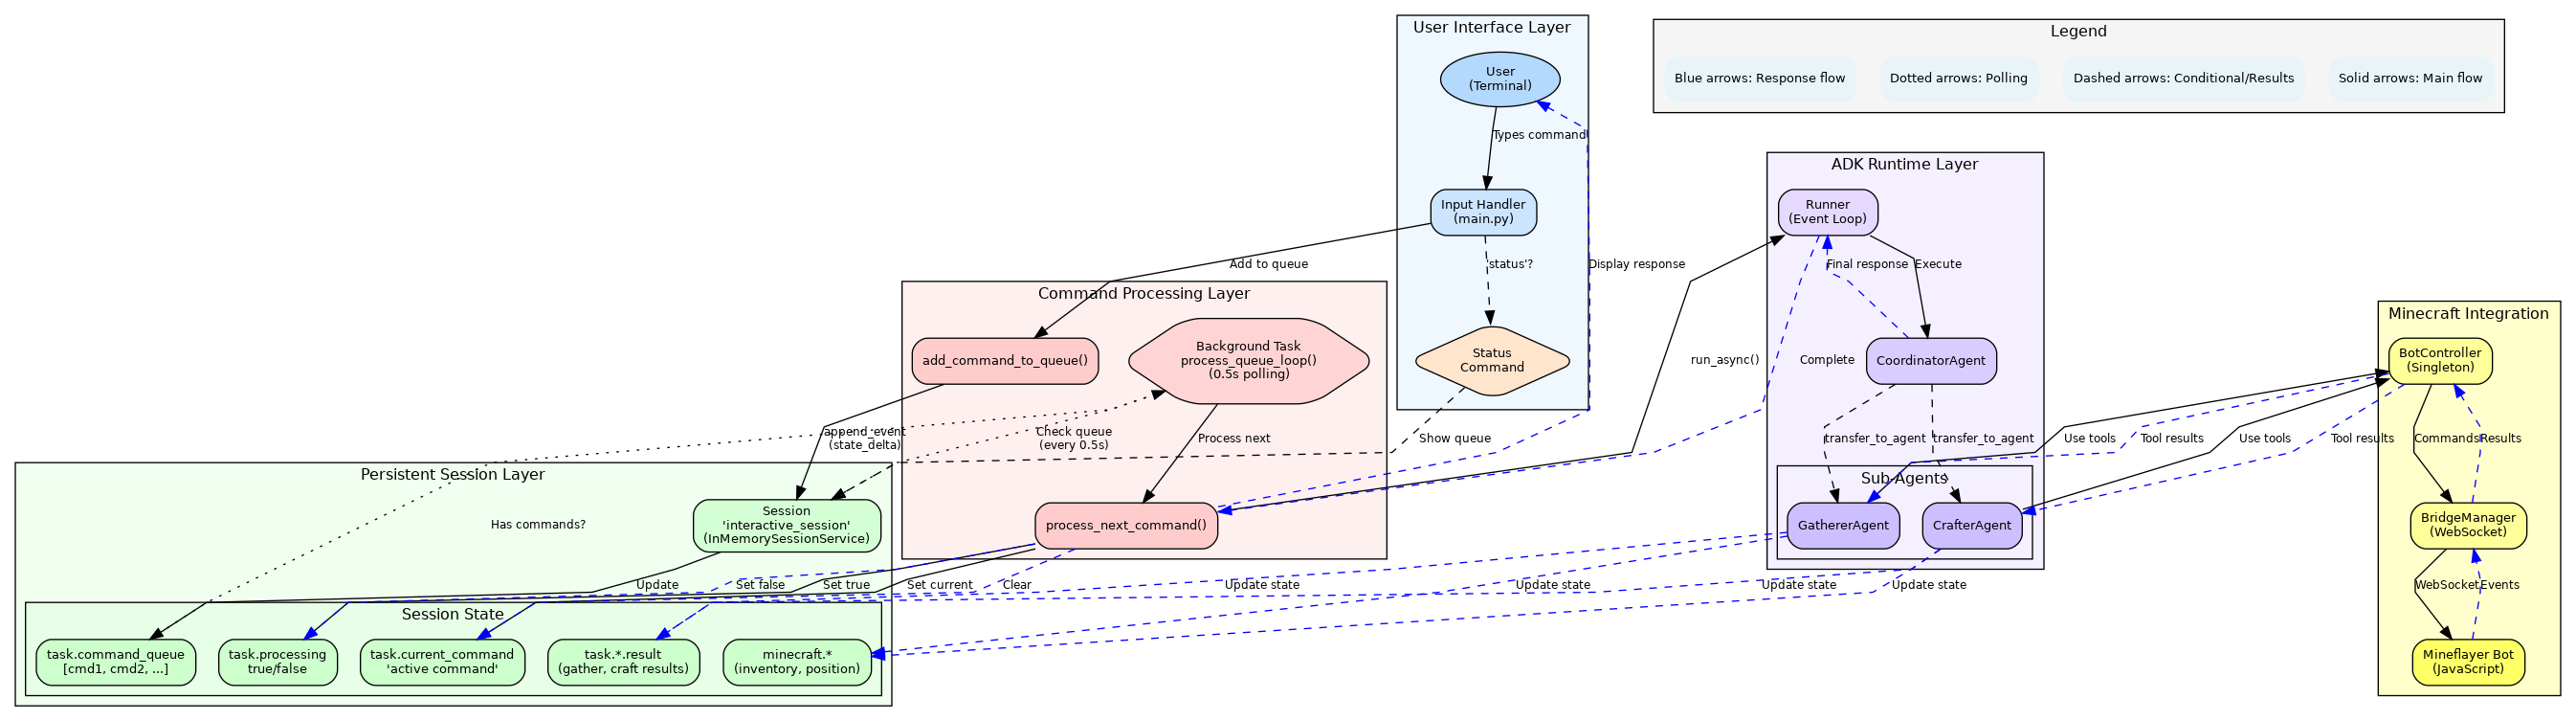 User Interface Layer
User
(Terminal)
Types command
Input Handler
(main.py)
'status'?
Display response
Status
Command
Show queue
Legend
Blue arrows: Response flow
Dotted arrows: Polling
Dashed arrows: Conditional/Results
Solid arrows: Main flow
ADK Runtime Layer
Runner
(Event Loop)
Final response
Execute
CoordinatorAgent
run_async()
Complete
transfer_to_agent
transfer_to_agent
Sub-Agents
GathererAgent
CrafterAgent
Use tools
Tool results
Use tools
Tool results
Minecraft Integration
BotController
(Singleton)
Commands
Results
BridgeManager
(WebSocket)
WebSocket
Events
Mineflayer Bot
(JavaScript)
Add to queue
Command Processing Layer
add_command_to_queue()
Background Task
process_queue_loop()
(0.5s polling)
append_event
(state_delta)
Check queue
(every 0.5s)
Process next
process_next_command()
Persistent Session Layer
Session
'interactive_session'
(InMemorySessionService)
Has commands?
Update
Set false
Set true
Set current
Clear
Update state
Update state
Update state
Update state
Session State
task.command_queue
[cmd1, cmd2, ...]
task.processing
true/false
task.current_command
'active command'
task.*.result
(gather, craft results)
minecraft.*
(inventory, position)